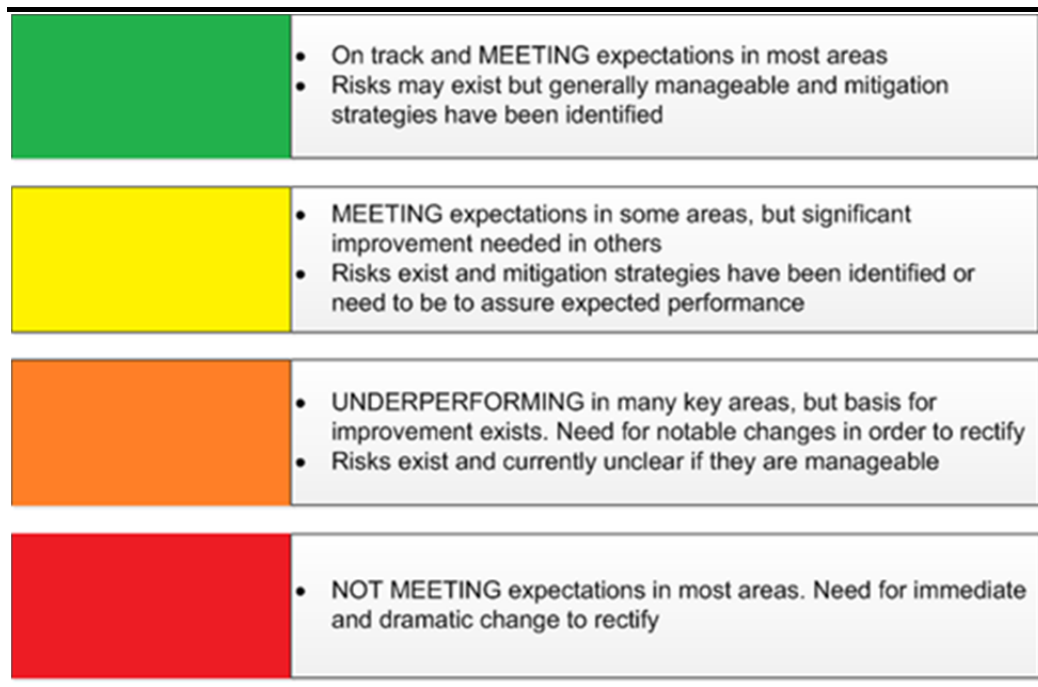 • On track and MEETING expectations in most areas
• Risks may exist but generally manageable and mitigation
strategies have been identified
• MEETING expectations in some areas, but significant
improvement needed in others
• Risks exist and mitigation strategies have been identified or
need to be to assure expected performance
• UNDERPERFORMING in many key areas, but basis for
improvement exists. Need for notable changes in order to rectify
• Risks exist and currently unclear if they are manageable
• NOT MEETING expectations in most areas. Need for immediate
and dramatic change to rectify